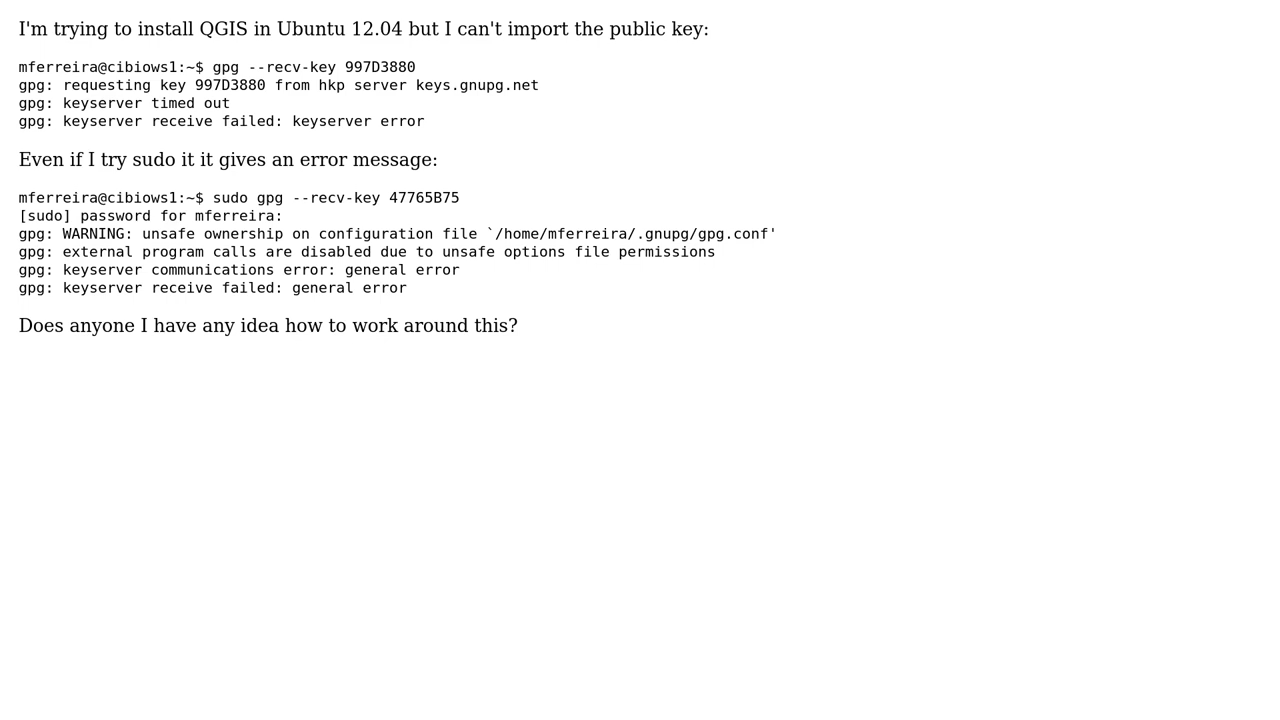 I'm trying to install QGIS in Ubuntu 12.04 but I can't import the public key:
mferreira@cibiows1:~$ gpg --recv-key 997D3880
gpg: requesting key 997D3880 from hkp server keys.gnupg.net
gpg: keyserver timed out
gpg: keyserver receive failed: keyserver error
Even if I try sudo it it gives an error message:
mferreira@cibiows1:~$ sudo gpg --recv-key 47765B75
[sudo] password for mferreira:
gpg: WARNING: unsafe ownership on configuration file `/home/mferreira/.gnupg/gpg.conf'
gpg: external program calls are disabled due to unsafe options file permissions
gpg: keyserver communications error: general error
gpg: keyserver receive failed: general error
Does anyone I have any idea how to work around this?